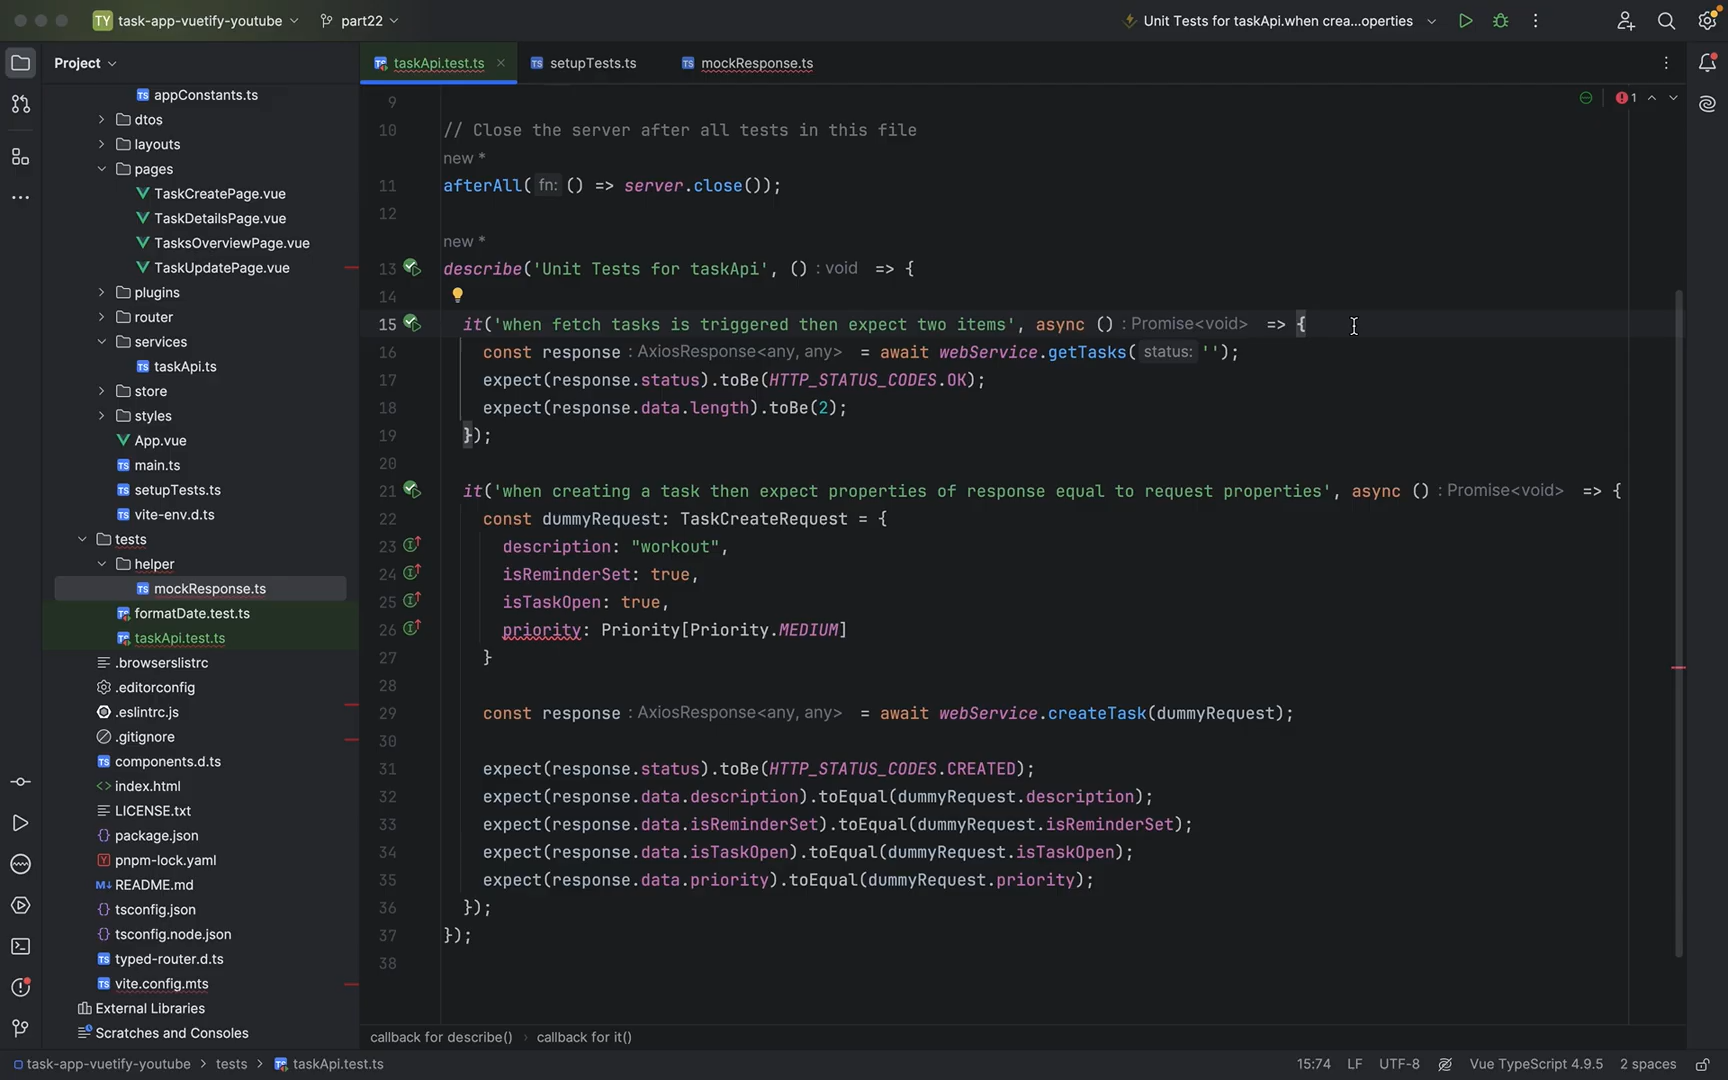 TY task-app-vuetify-youtube part22 Unit Tests for taskApi.when crea...operties
Project
taskApi.test.ts setupTests.ts mockResponse.ts
appConstants.ts
dtos
layouts
pages
TaskCreatePage.vue
TaskDetailsPage.vue
TasksOverviewPage.vue
TaskUpdatePage.vue
plugins
router
services
taskApi.ts
store
styles
App.vue
main.ts
setupTests.ts
vite-env.d.ts
tests
helper
mockResponse.ts
formatDate.test.ts
taskApi.test.ts
.browserslistrc
.editorconfig
.eslintrc.js
.gitignore
components.d.ts
index.html
LICENSE.txt
package.json
pnpm-lock.yaml
README.md
tsconfig.json
tsconfig.node.json
typed-router.d.ts
vite.config.mts
External Libraries
Scratches and Consoles
1
9
10 // Close the server after all tests in this file
new *
11 afterAll( fn: () => server.close());
12
new *
13 describe('Unit Tests for taskApi', () : void => {
14
15 it('when fetch tasks is triggered then expect two items', async () : Promise<void> => {
16 const response : AxiosResponse<any, any> = await webService.getTasks( status: '');
17 expect(response.status).toBe(HTTP_STATUS_CODES.OK);
18 expect(response.data.length).toBe(2);
19 });
20
21 it('when creating a task then expect properties of response equal to request properties', async () : Promise<void> => {
22 const dummyRequest: TaskCreateRequest = {
23 description: "workout",
24 isReminderSet: true,
25 isTaskOpen: true,
26 priority: Priority[Priority.MEDIUM]
27 }
28
29 const response : AxiosResponse<any, any> = await webService.createTask(dummyRequest);
30
31 expect(response.status).toBe(HTTP_STATUS_CODES.CREATED);
32 expect(response.data.description).toEqual(dummyRequest.description);
33 expect(response.data.isReminderSet).toEqual(dummyRequest.isReminderSet);
34 expect(response.data.isTaskOpen).toEqual(dummyRequest.isTaskOpen);
35 expect(response.data.priority).toEqual(dummyRequest.priority);
36 });
37 });
38
callback for describe() › callback for it()
task-app-vuetify-youtube › tests › taskApi.test.ts 15:74 LF UTF-8 Vue TypeScript 4.9.5 2 spaces